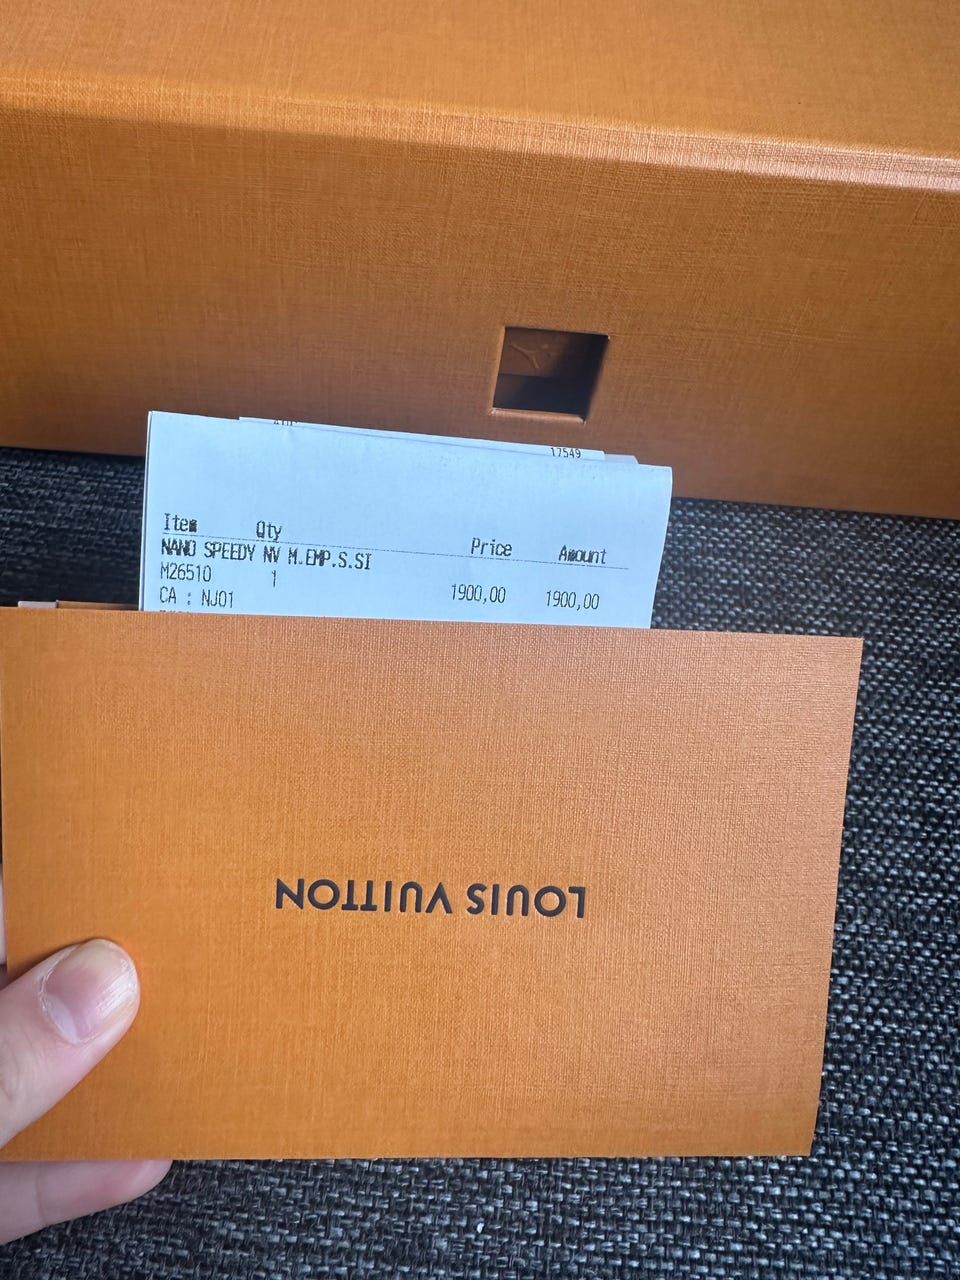 17549
Item Qty Price Amount
NANO SPEEDY NV M.EMP.S.SI
M26510 1 1900,00 1900,00
CA : NJ01
LOUIS VUITTON